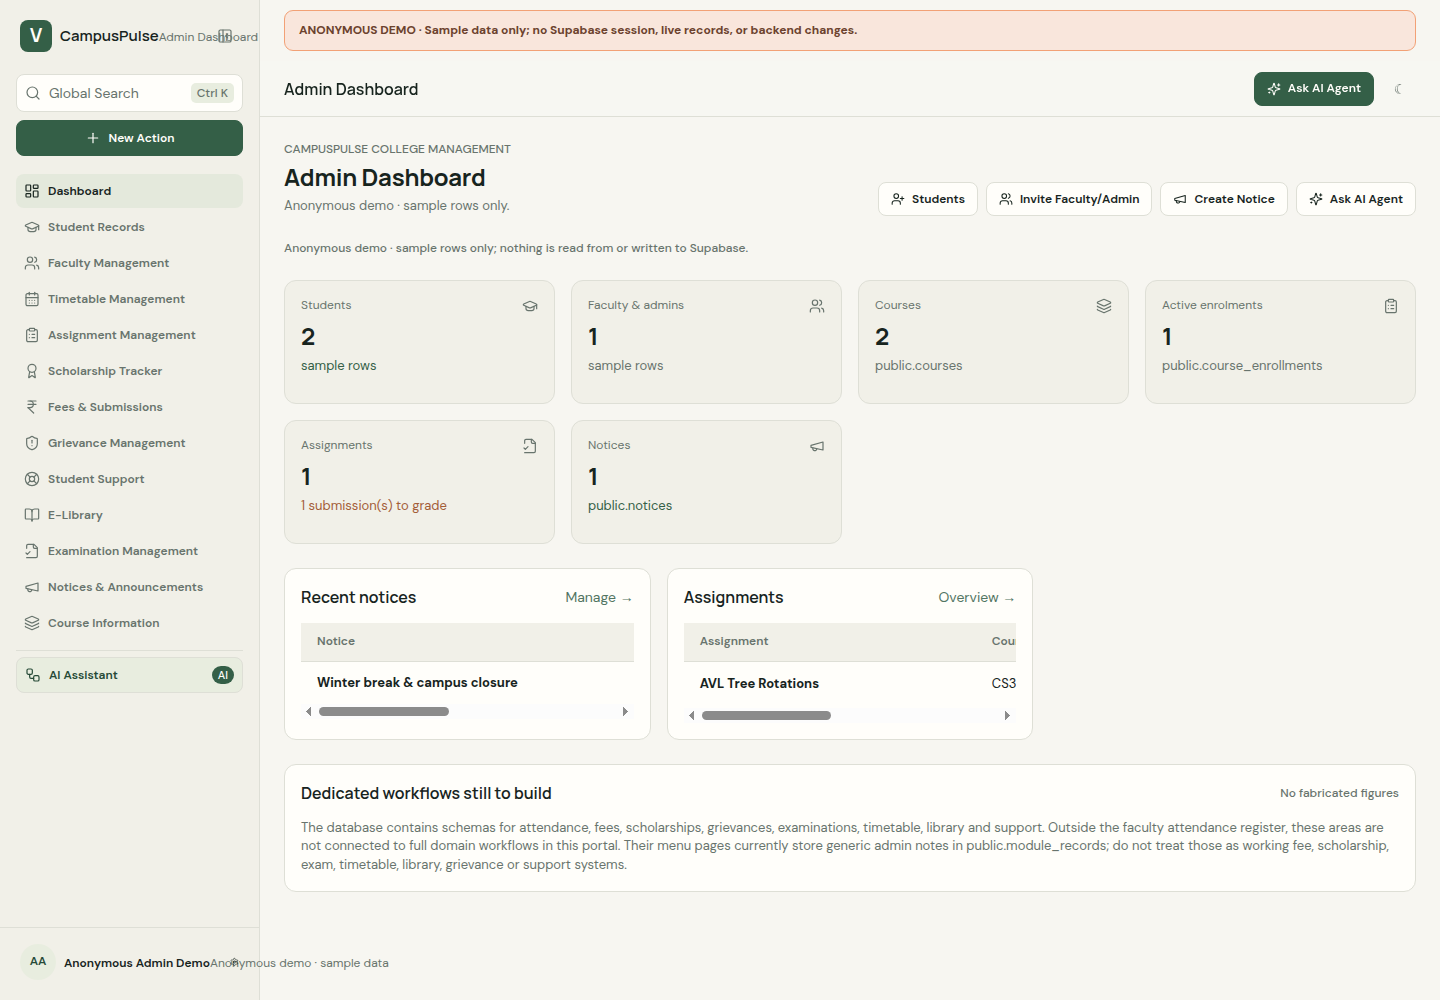 V CampusPulse Admin Dashboard
Global Search Ctrl K
New Action
Dashboard
Student Records
Faculty Management
Timetable Management
Assignment Management
Scholarship Tracker
₹ Fees & Submissions
Grievance Management
Student Support
E-Library
Examination Management
Notices & Announcements
Course Information
AI Assistant AI
AA Anonymous Admin Demo Anonymous demo · sample data
ANONYMOUS DEMO · Sample data only; no Supabase session, live records, or backend changes.
Admin Dashboard Ask AI Agent
CAMPUSPULSE COLLEGE MANAGEMENT
Admin Dashboard
Anonymous demo · sample rows only.
Students Invite Faculty/Admin Create Notice Ask AI Agent
Anonymous demo · sample rows only; nothing is read from or written to Supabase.
Students
2
sample rows
Faculty & admins
1
sample rows
Courses
2
public.courses
Active enrolments
1
public.course_enrollments
Assignments
1
1 submission(s) to grade
Notices
1
public.notices
Recent notices Manage →
Notice
Winter break & campus closure
Assignments Overview →
Assignment Cou
AVL Tree Rotations CS3
Dedicated workflows still to build No fabricated figures
The database contains schemas for attendance, fees, scholarships, grievances, examinations, timetable, library and support. Outside the faculty attendance register, these areas are
not connected to full domain workflows in this portal. Their menu pages currently store generic admin notes in public.module_records; do not treat those as working fee, scholarship,
exam, timetable, library, grievance or support systems.